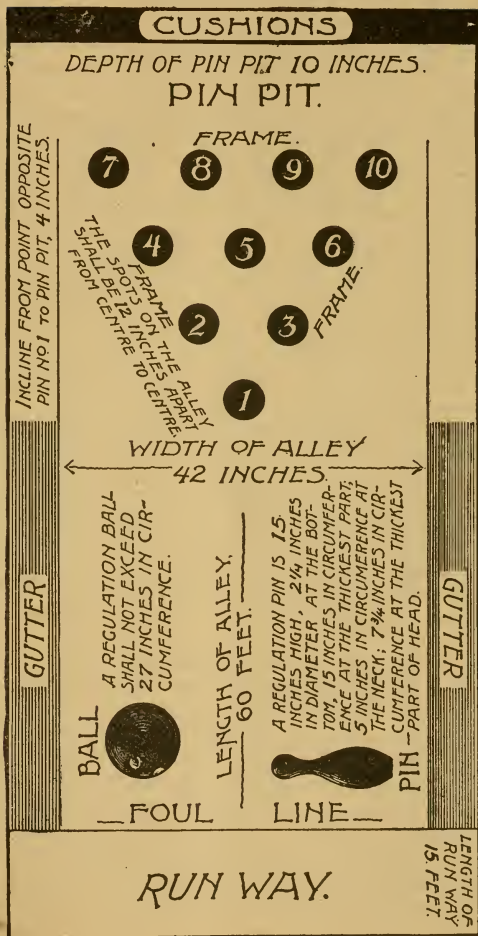 CUSHIONS
DEPTH OF PIN PIT 10 INCHES.
PIN PIT.
INCLINE FROM POINT OPPOSITE
PIN Nº1 TO PIN PIT, 4 INCHES.
FRAME.
7 8 9 10
4 5 6
2 3
1
FRAME
THE SPOTS ON THE ALLEY
SHALL BE 12 INCHES APART
FROM CENTRE TO CENTRE.
FRAME.
WIDTH OF ALLEY
42 INCHES.
GUTTER
A REGULATION BALL
SHALL NOT EXCEED
27 INCHES IN CIR-
CUMFERENCE.
BALL
LENGTH OF ALLEY,
60 FEET.
A REGULATION PIN IS 15
INCHES HIGH, 2¼ INCHES
IN DIAMETER AT THE BOT-
TOM, 15 INCHES IN CIRCUMFER-
ENCE AT THE THICKEST PART;
5 INCHES IN CIRCUMERENCE AT
THE NECK; 7¾ INCHES IN CIR-
CUMFERENCE AT THE THICKEST
PART OF HEAD.
PIN
GUTTER
FOUL LINE
RUN WAY.
LENGTH OF
RUN WAY
15 FEET.